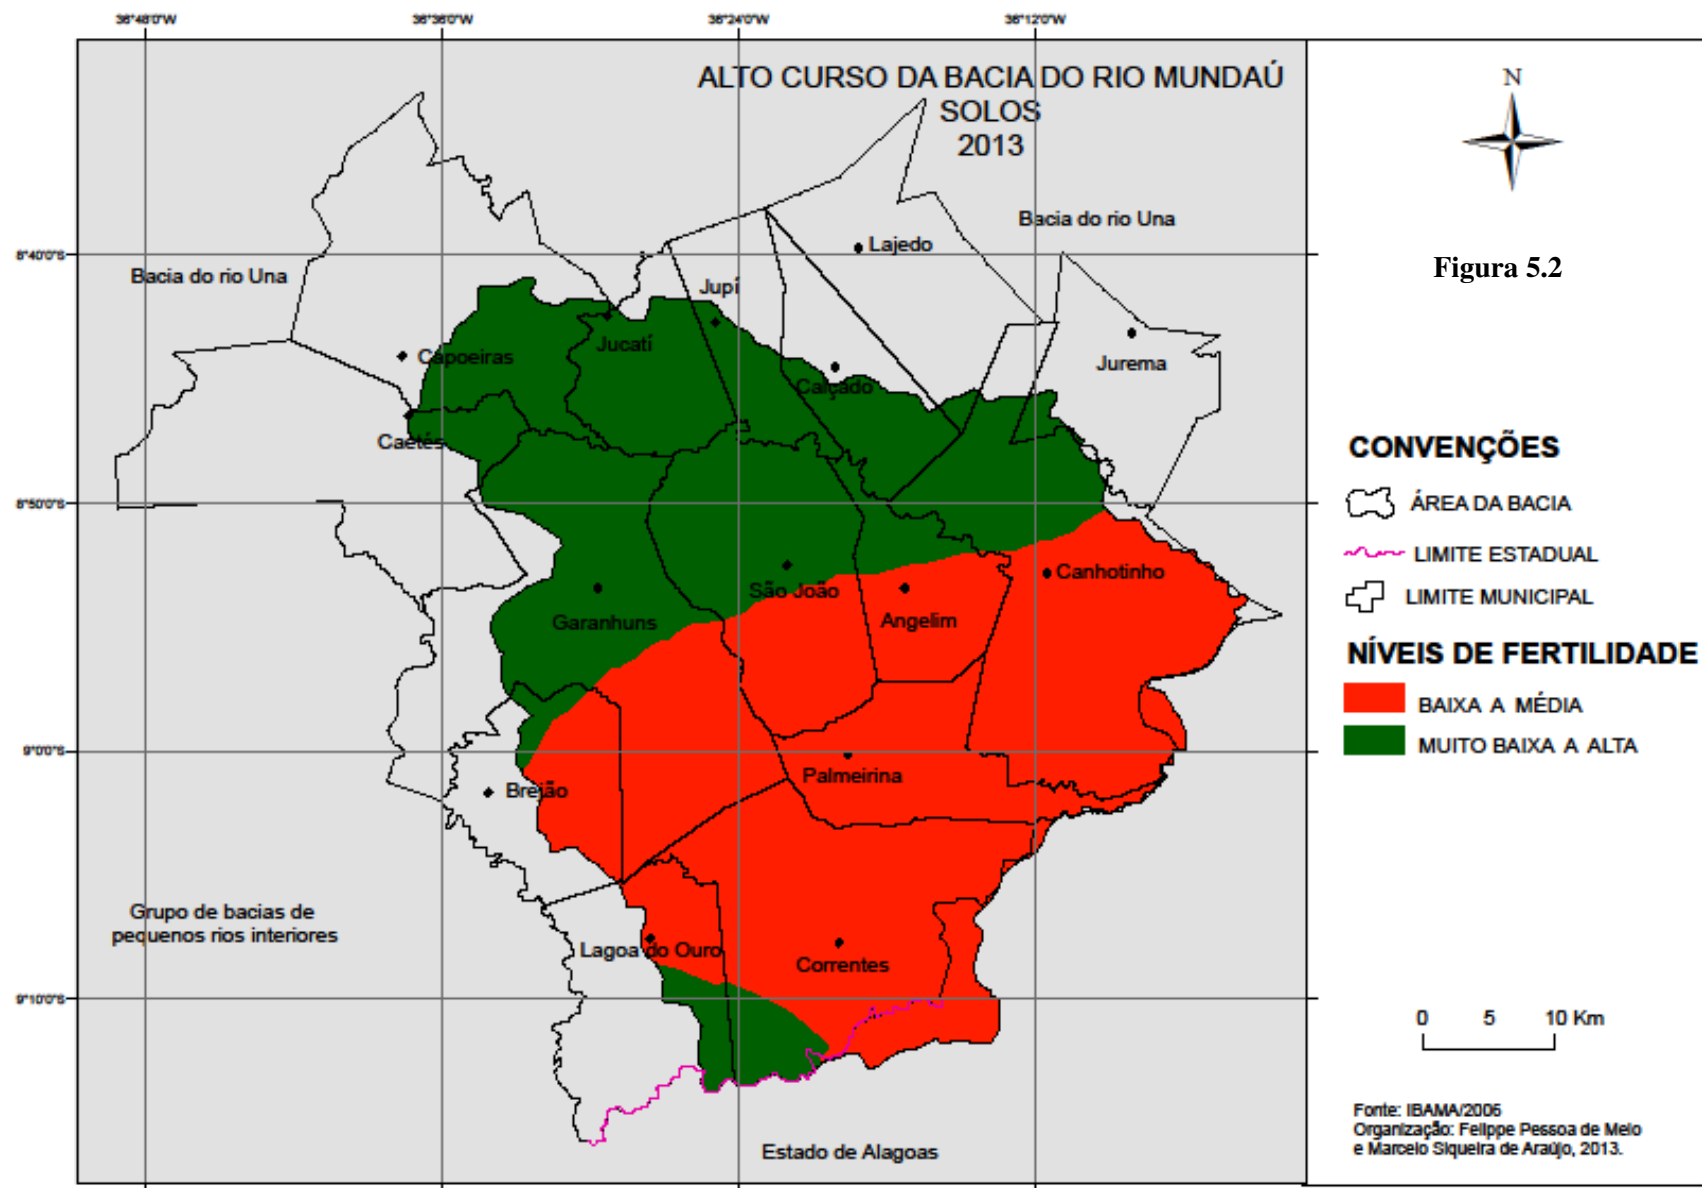 36°48'0"W
36°36'0"W
36°24'0"W
36°12'0"W
ALTO CURSO DA BACIA DO RIO MUNDAÚ
SOLOS
2013
N
Figura 5.2
8°40'0"S
8°50'0"S
9°0'0"S
9°10'0"S
Bacia do rio Una
Bacia do rio Una
Lajedo
Jupí
Jucatí
Capoeiras
Calçado
Jurema
Caetés
São João
Garanhuns
Angelim
Canhotinho
Palmeirina
Brejão
Lagoa do Ouro
Correntes
Grupo de bacias de
pequenos rios interiores
Estado de Alagoas
CONVENÇÕES
ÁREA DA BACIA
LIMITE ESTADUAL
LIMITE MUNICIPAL
NÍVEIS DE FERTILIDADE
BAIXA A MÉDIA
MUITO BAIXA A ALTA
0 5 10 Km
Fonte: IBAMA/2006
Organização: Felippe Pessoa de Melo
e Marcelo Siqueira de Araújo, 2013.